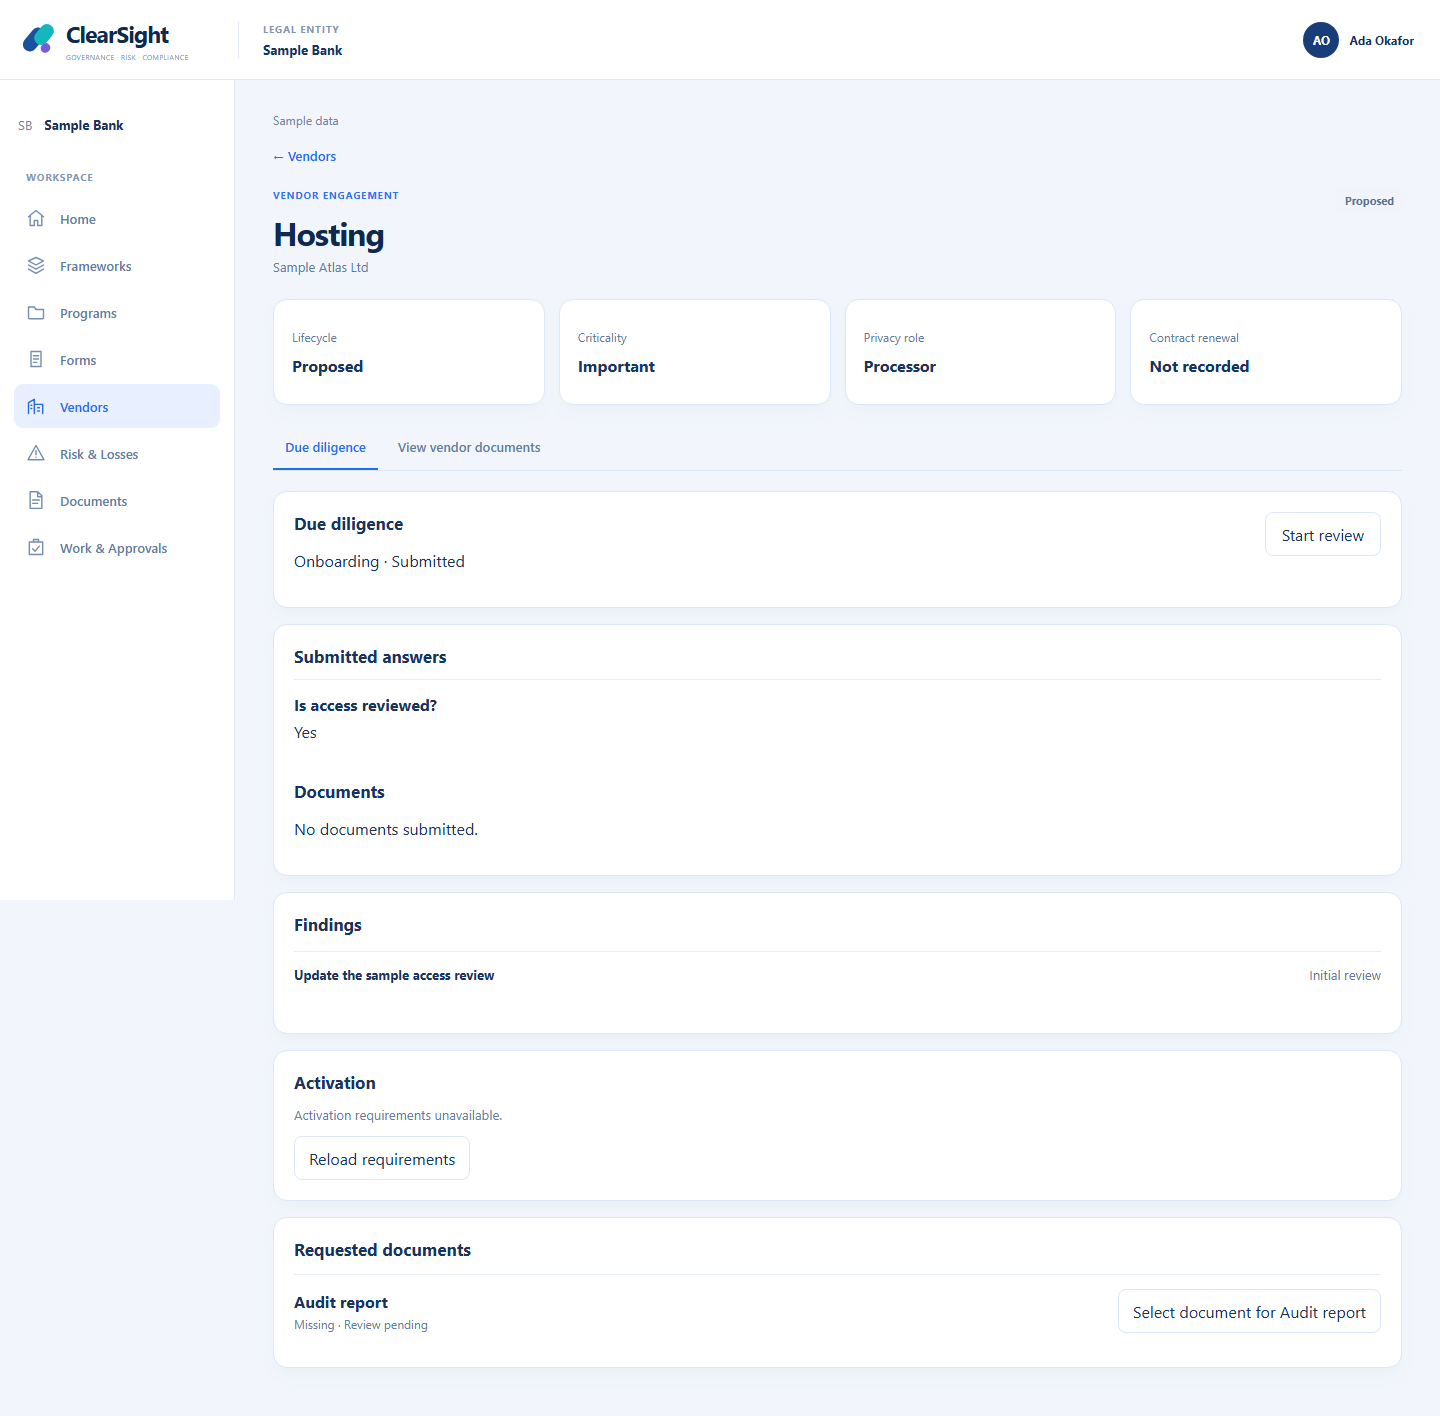 ClearSight
GOVERNANCE · RISK · COMPLIANCE
LEGAL ENTITY
Sample Bank
AO
Ada Okafor
SB
Sample Bank
WORKSPACE
Home
Frameworks
Programs
Forms
Vendors
Risk & Losses
Documents
Work & Approvals
Sample data
← Vendors
VENDOR ENGAGEMENT
Proposed
Hosting
Sample Atlas Ltd
Lifecycle
Proposed
Criticality
Important
Privacy role
Processor
Contract renewal
Not recorded
Due diligence
View vendor documents
Due diligence
Start review
Onboarding · Submitted
Submitted answers
Is access reviewed?
Yes
Documents
No documents submitted.
Findings
Update the sample access review
Initial review
Activation
Activation requirements unavailable.
Reload requirements
Requested documents
Audit report
Missing · Review pending
Select document for Audit report